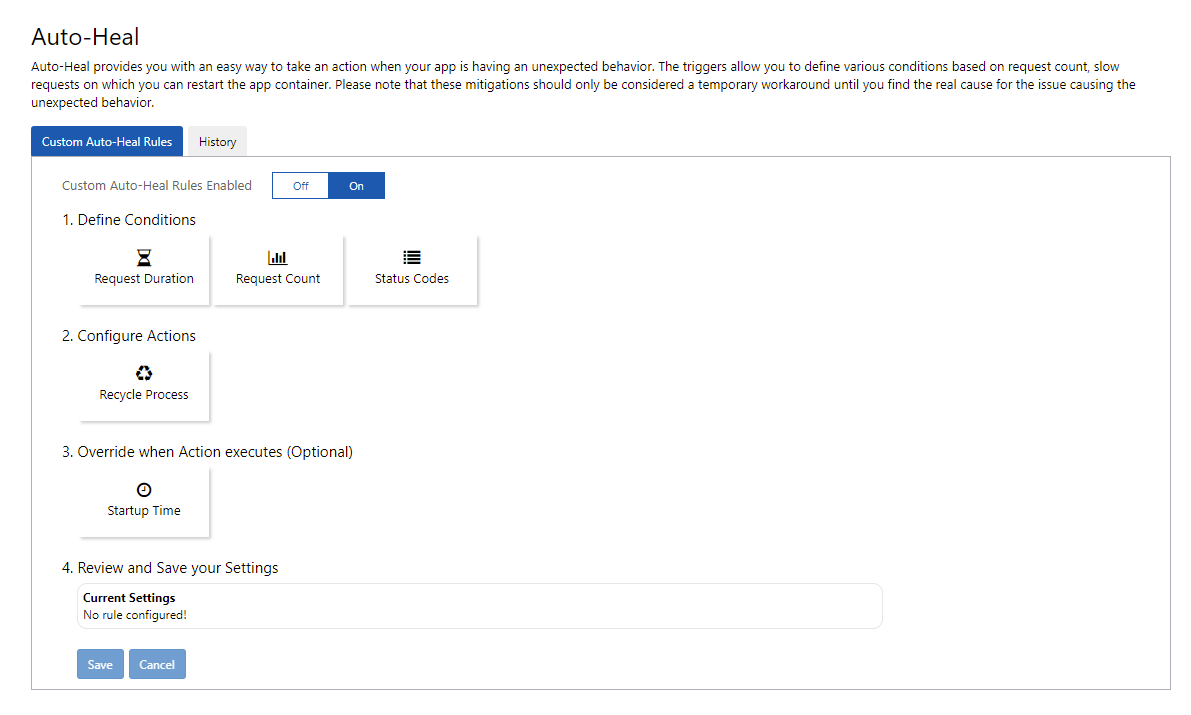 Auto-Heal
Auto-Heal provides you with an easy way to take an action when your app is having an unexpected behavior. The triggers allow you to define various conditions based on request count, slow
requests on which you can restart the app container. Please note that these mitigations should only be considered a temporary workaround until you find the real cause for the issue causing the
unexpected behavior.
Custom Auto-Heal Rules History
Custom Auto-Heal Rules Enabled Off On
1. Define Conditions
Request Duration Request Count Status Codes
2. Configure Actions
Recycle Process
3. Override when Action executes (Optional)
Startup Time
4. Review and Save your Settings
Current Settings
No rule configured!
Save Cancel